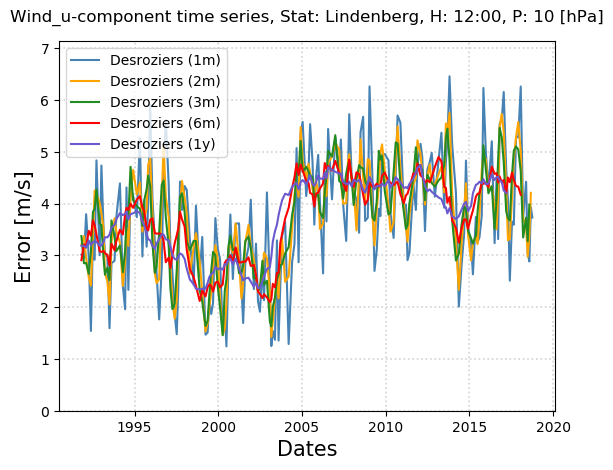 Wind_u-component time series, Stat: Lindenberg, H: 12:00, P: 10 [hPa]
Desroziers (1m)
Desroziers (2m)
Desroziers (3m)
Desroziers (6m)
Desroziers (1y)
Error [m/s]
7
6
5
4
3
2
1
0
1995 2000 2005 2010 2015 2020
Dates